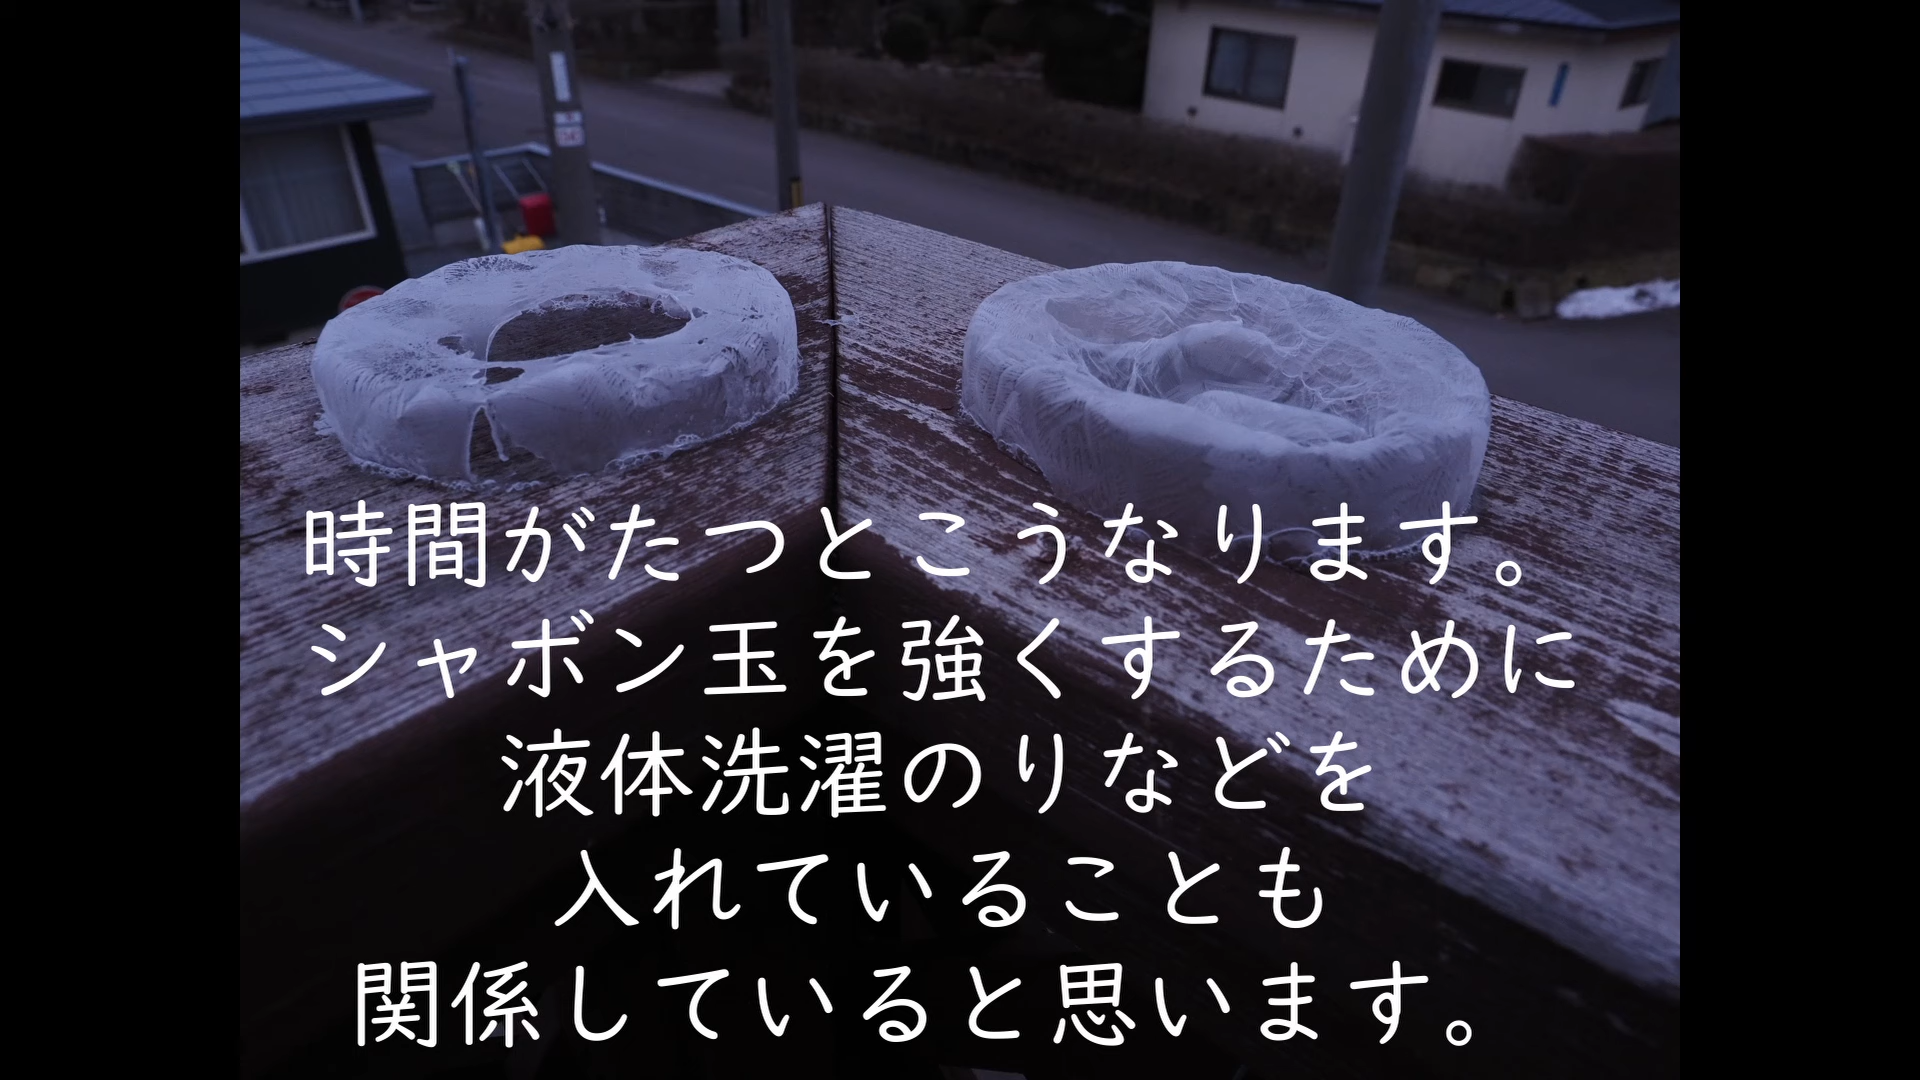 時間がたつとこうなります。
シャボン玉を強くするために
液体洗濯のりなどを
入れていることも
関係していると思います。